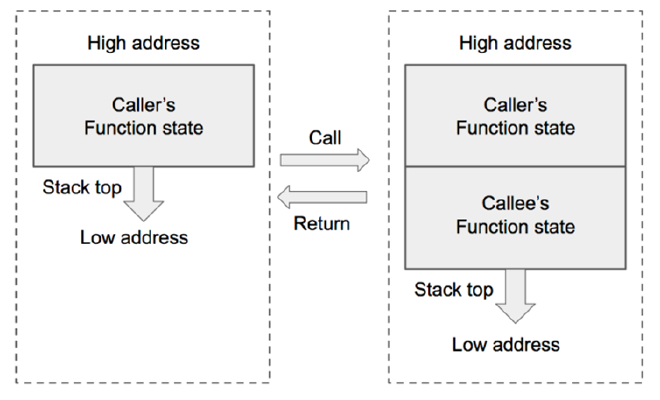 High address
Caller's
Function state
Stack top
Low address
Call
Return
High address
Caller's
Function state
Callee's
Function state
Stack top
Low address